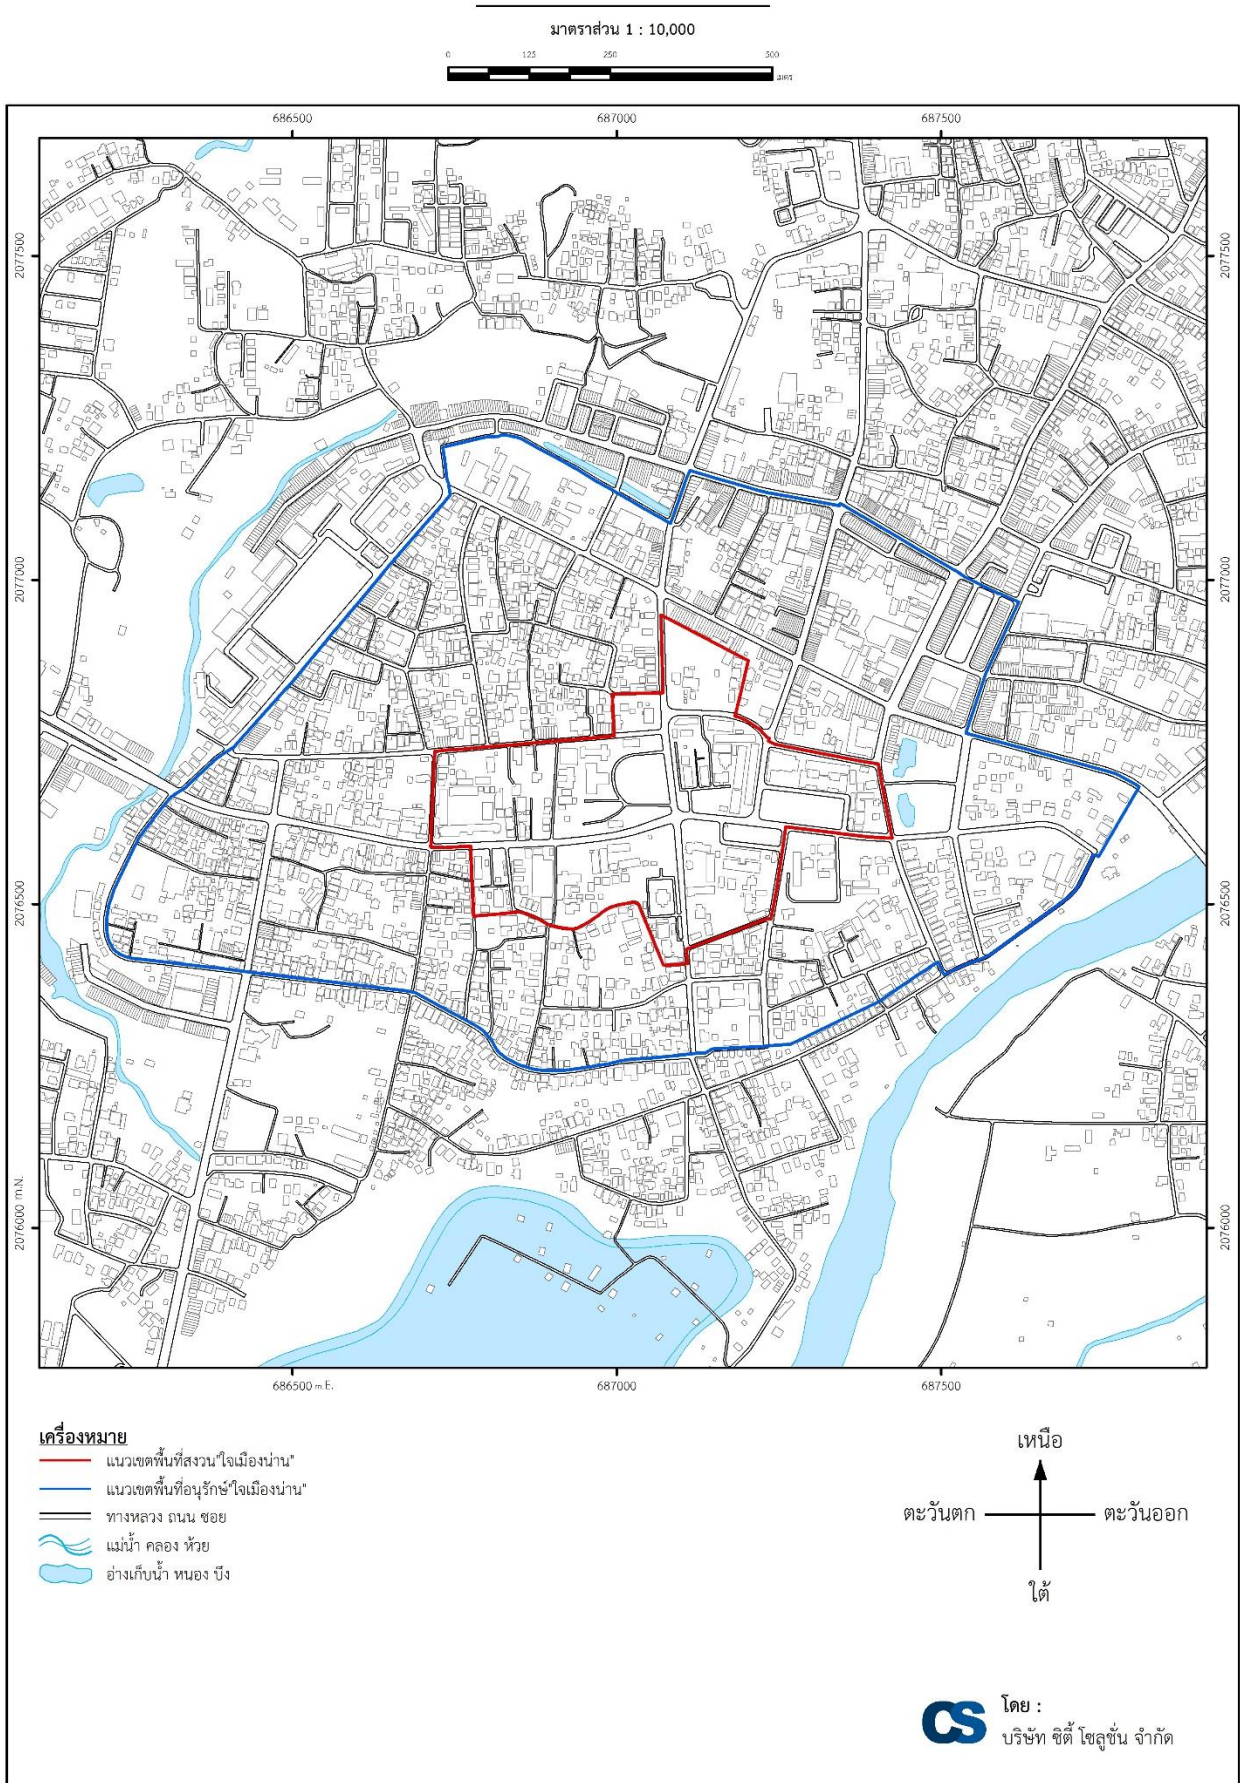 มาตราส่วน 1 : 10,000
0 125 250 500
เมตร
686500 687000 687500
2077500 2077500
2077000 2077000
2076500 2076500
2076000 m.N. 2076000
686500 m.E. 687000 687500
เครื่องหมาย
แนวเขตพื้นที่สงวน"ใจเมืองน่าน"
แนวเขตพื้นที่อนุรักษ์"ใจเมืองน่าน"
ทางหลวง ถนน ซอย
แม่น้ำ คลอง ห้วย
อ่างเก็บน้ำ หนอง บึง
เหนือ
ตะวันตก ตะวันออก
ใต้
CS
โดย :
บริษัท ซิตี้ โซลูชั่น จำกัด